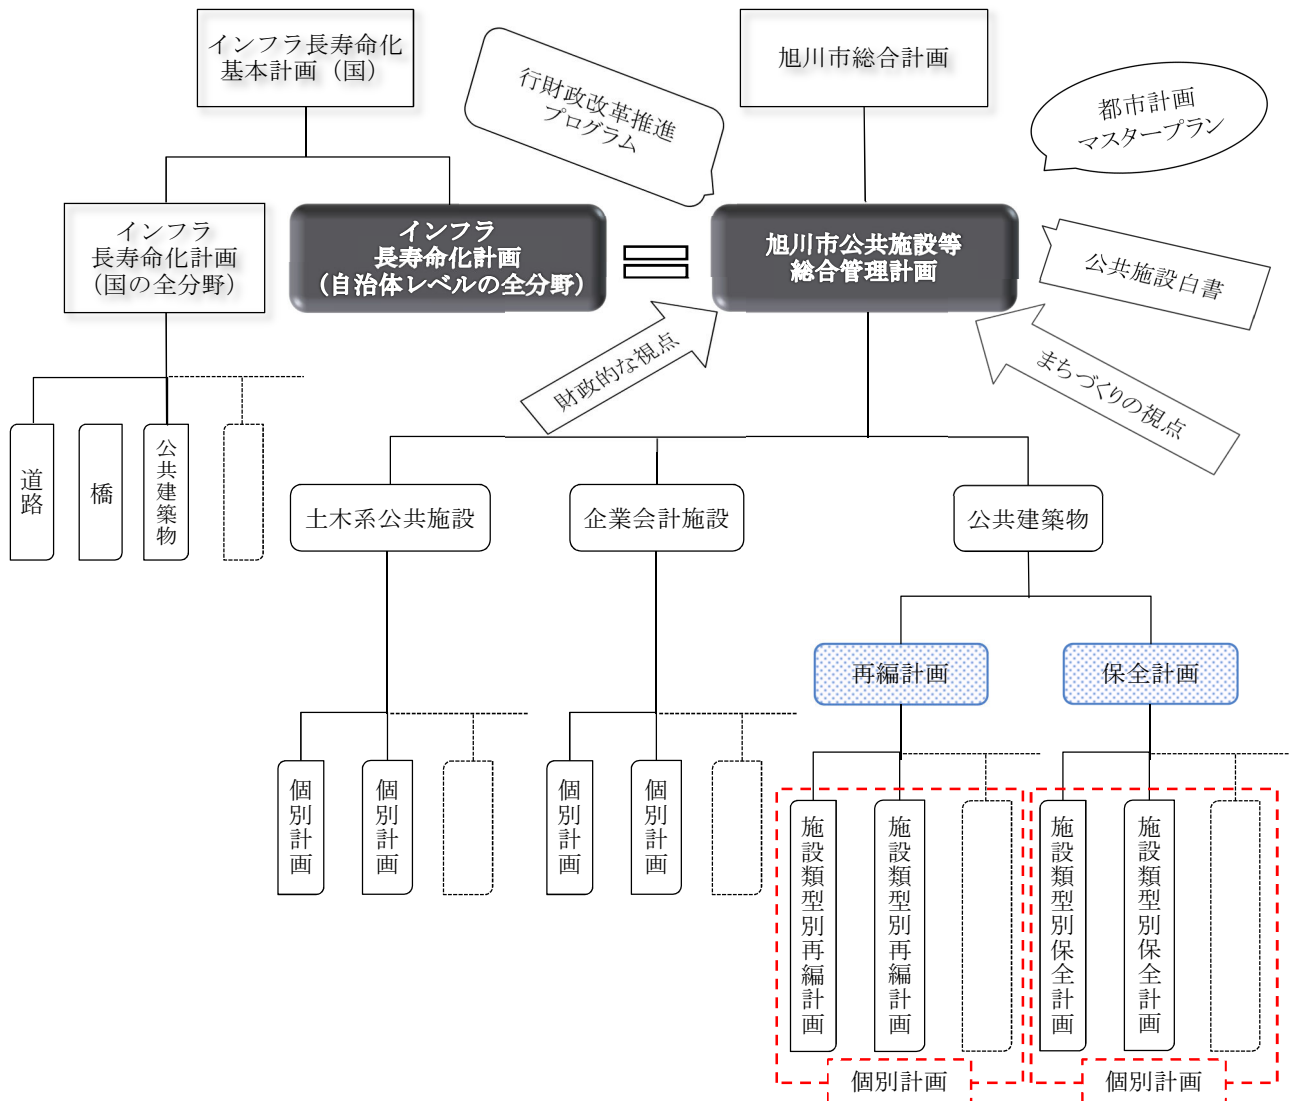 インフラ長寿命化
基本計画（国）
行財政改革推進
プログラム
旭川市総合計画
都市計画
マスタープラン
インフラ
長寿命化計画
（国の全分野）
インフラ
長寿命化計画
（自治体レベルの全分野）
旭川市公共施設等
総合管理計画
公共施設白書
財政的な視点
まちづくりの視点
道路
橋
公共建築物
土木系公共施設
企業会計施設
公共建築物
再編計画
保全計画
個別計画
個別計画
個別計画
個別計画
施設類型別再編計画
施設類型別再編計画
施設類型別保全計画
施設類型別保全計画
個別計画
個別計画